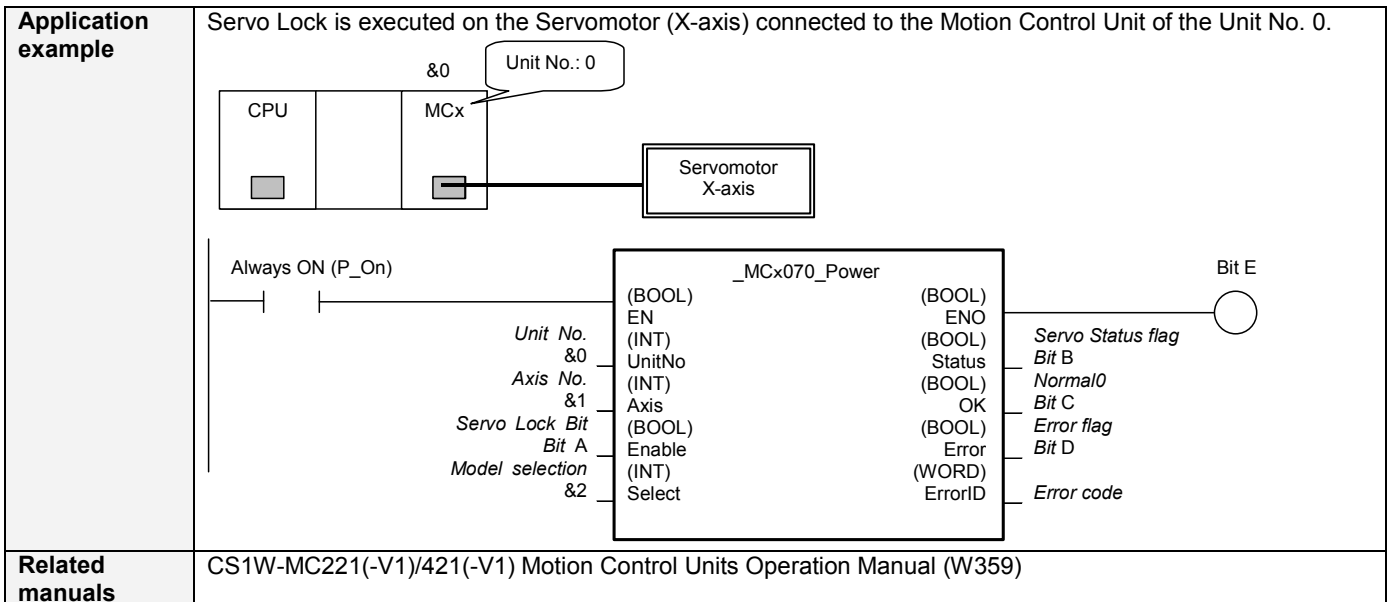 Application example
Servo Lock is executed on the Servomotor (X-axis) connected to the Motion Control Unit of the Unit No. 0.
&0
Unit No.: 0
CPU
MCx
Servomotor
X-axis
Always ON (P_On)
_MCx070_Power
Bit E
(BOOL)
EN
(BOOL)
ENO
Unit No.
&0
(INT)
UnitNo
(BOOL)
Status
Servo Status flag
Bit B
Axis No.
&1
(INT)
Axis
(BOOL)
OK
Normal0
Bit C
Servo Lock Bit
Bit A
(BOOL)
Enable
(BOOL)
Error
Error flag
Bit D
Model selection
&2
(INT)
Select
(WORD)
ErrorID
Error code
Related manuals
CS1W-MC221(-V1)/421(-V1) Motion Control Units Operation Manual (W359)